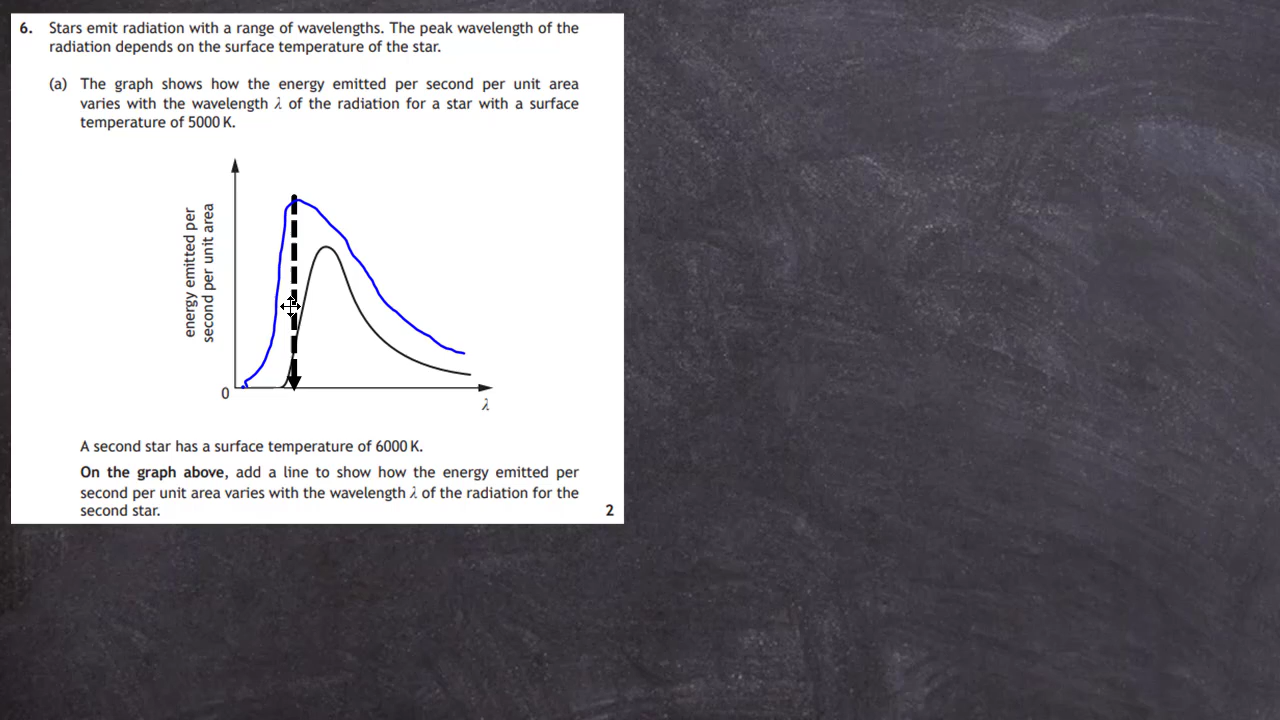 6. Stars emit radiation with a range of wavelengths. The peak wavelength of the
radiation depends on the surface temperature of the star.
(a) The graph shows how the energy emitted per second per unit area
varies with the wavelength λ of the radiation for a star with a surface
temperature of 5000 K.
energy emitted per
second per unit area
0
λ
A second star has a surface temperature of 6000 K.
On the graph above, add a line to show how the energy emitted per
second per unit area varies with the wavelength λ of the radiation for the
second star.
2